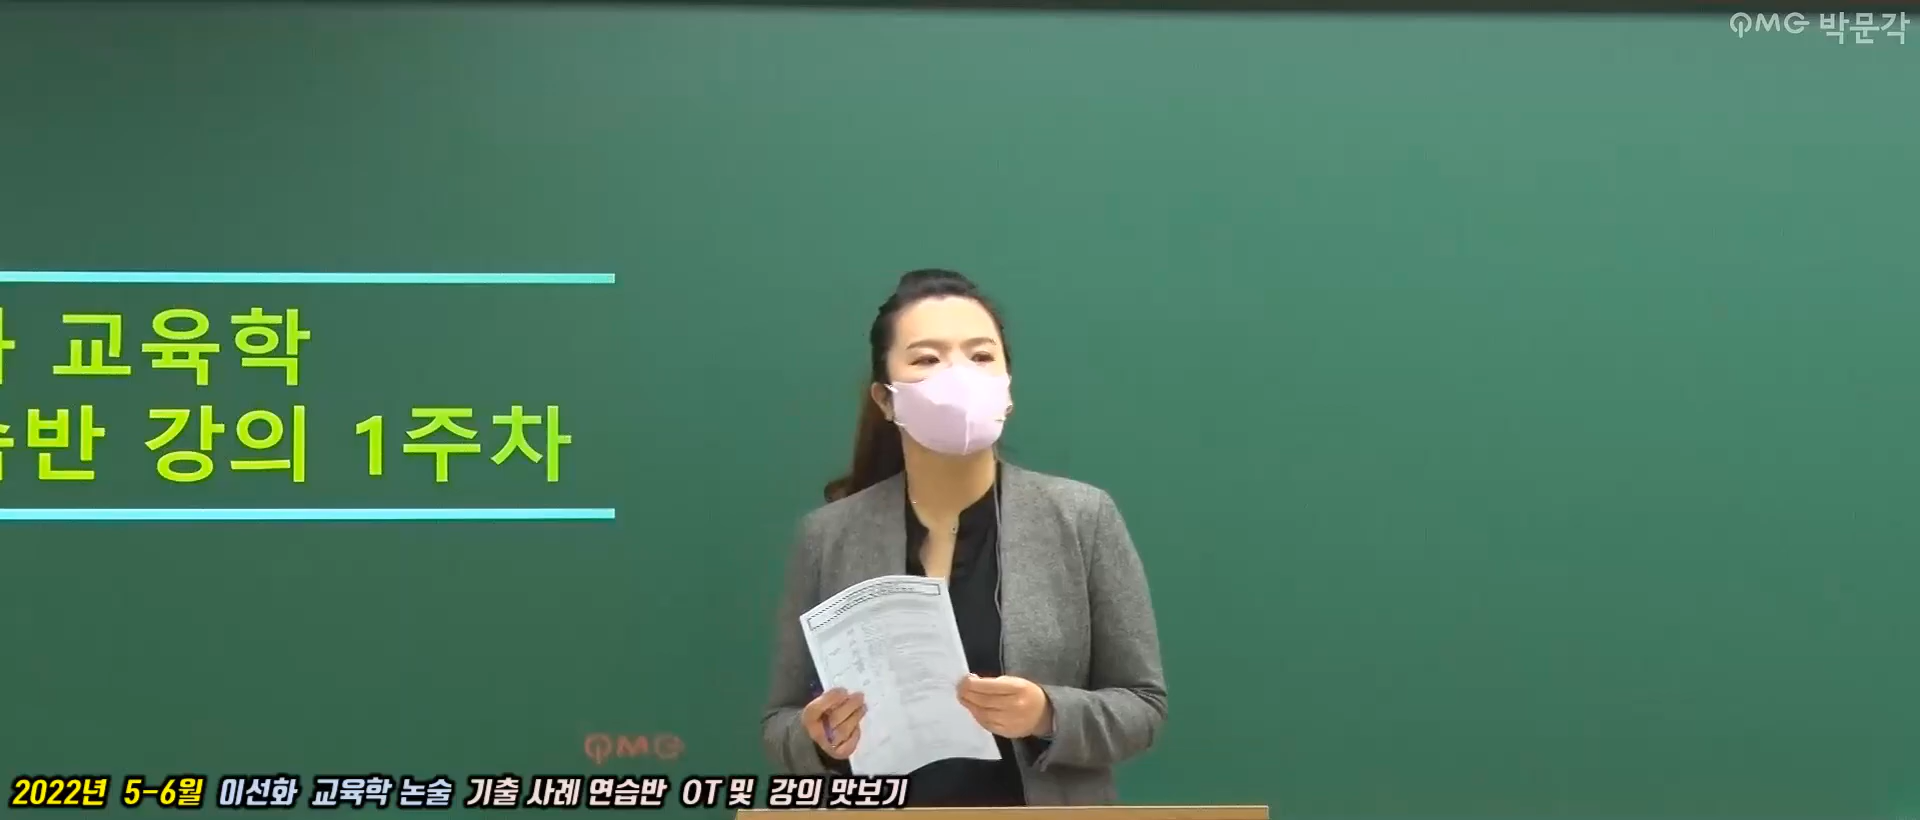 PMG 박문각
교육학
습반 강의 1주차
PMG
2022년 5-6월 이선화 교육학 논술 기출 사례 연습반 OT 및 강의 맛보기